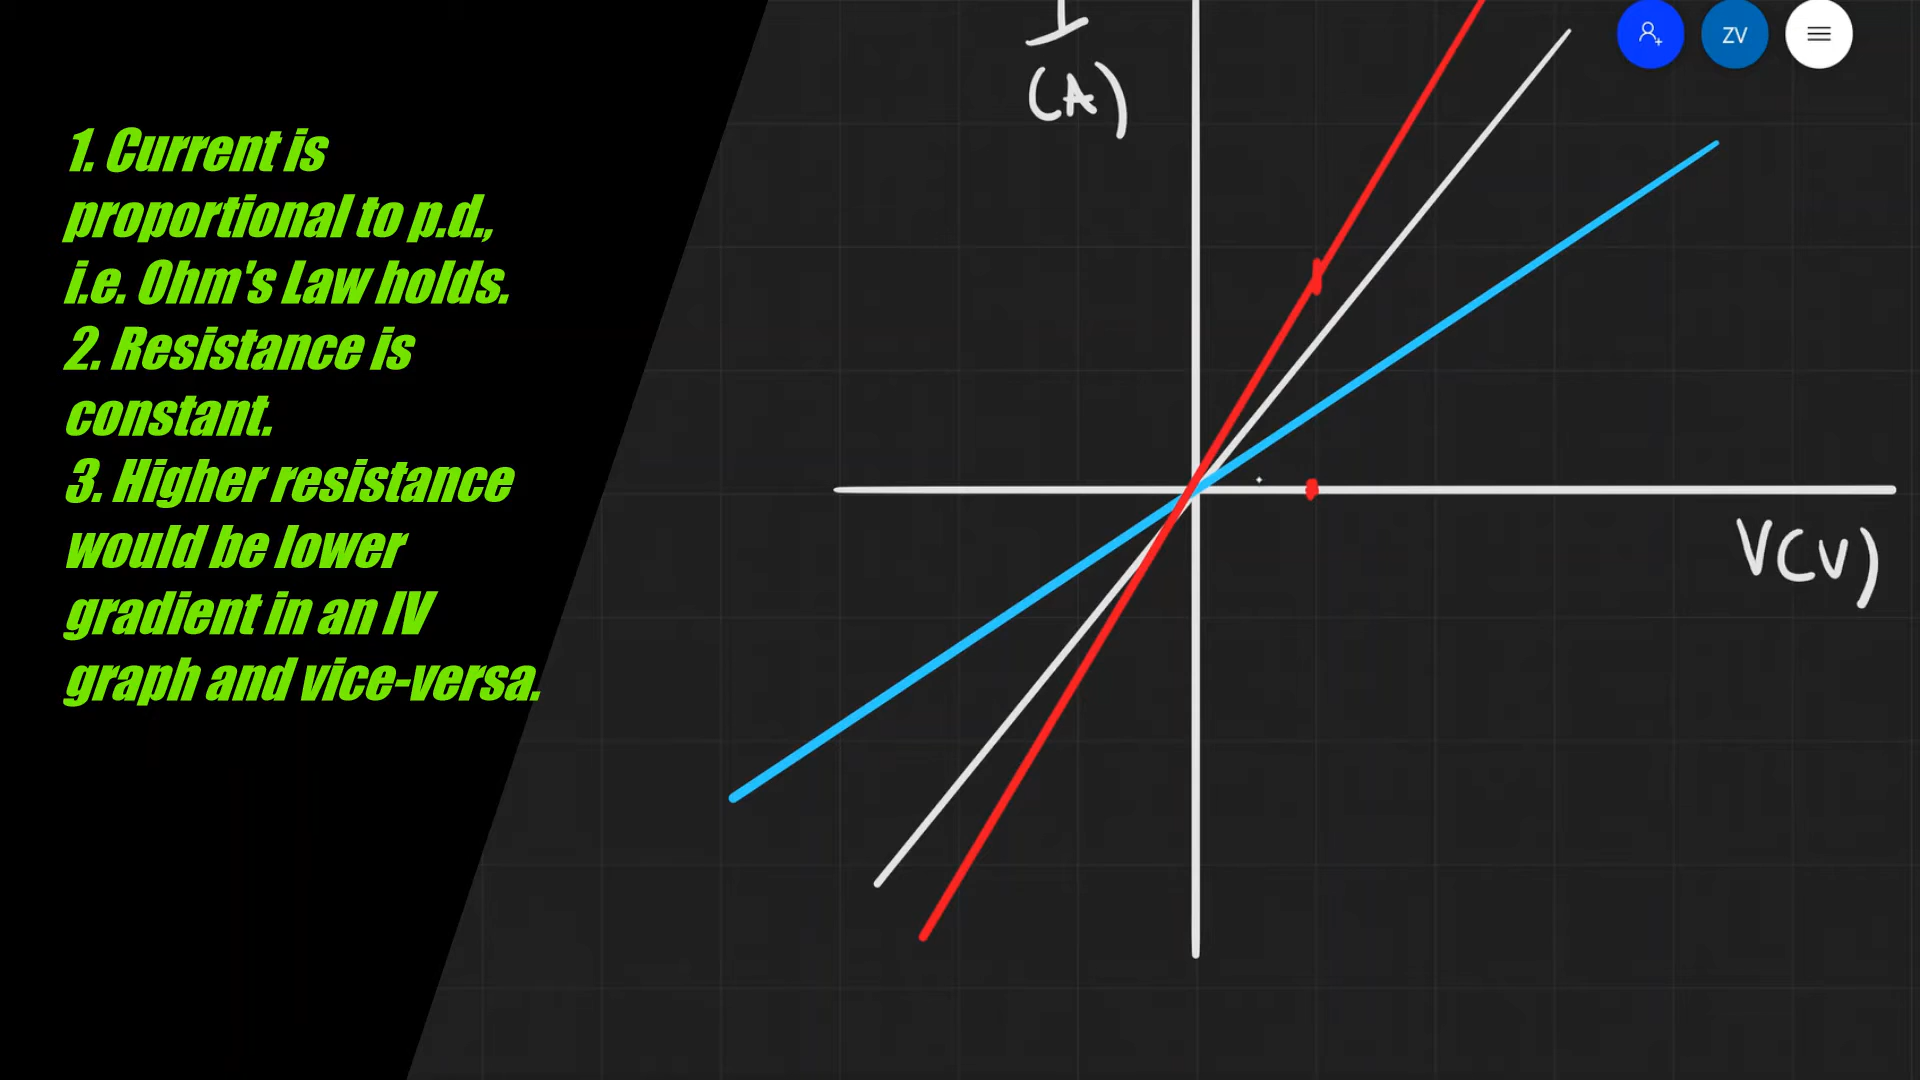 1. Current is
proportional to p.d.,
i.e. Ohm's Law holds.
2. Resistance is
constant.
3. Higher resistance
would be lower
gradient in an IV
graph and vice-versa.
I
(A)
ZV
V(V)